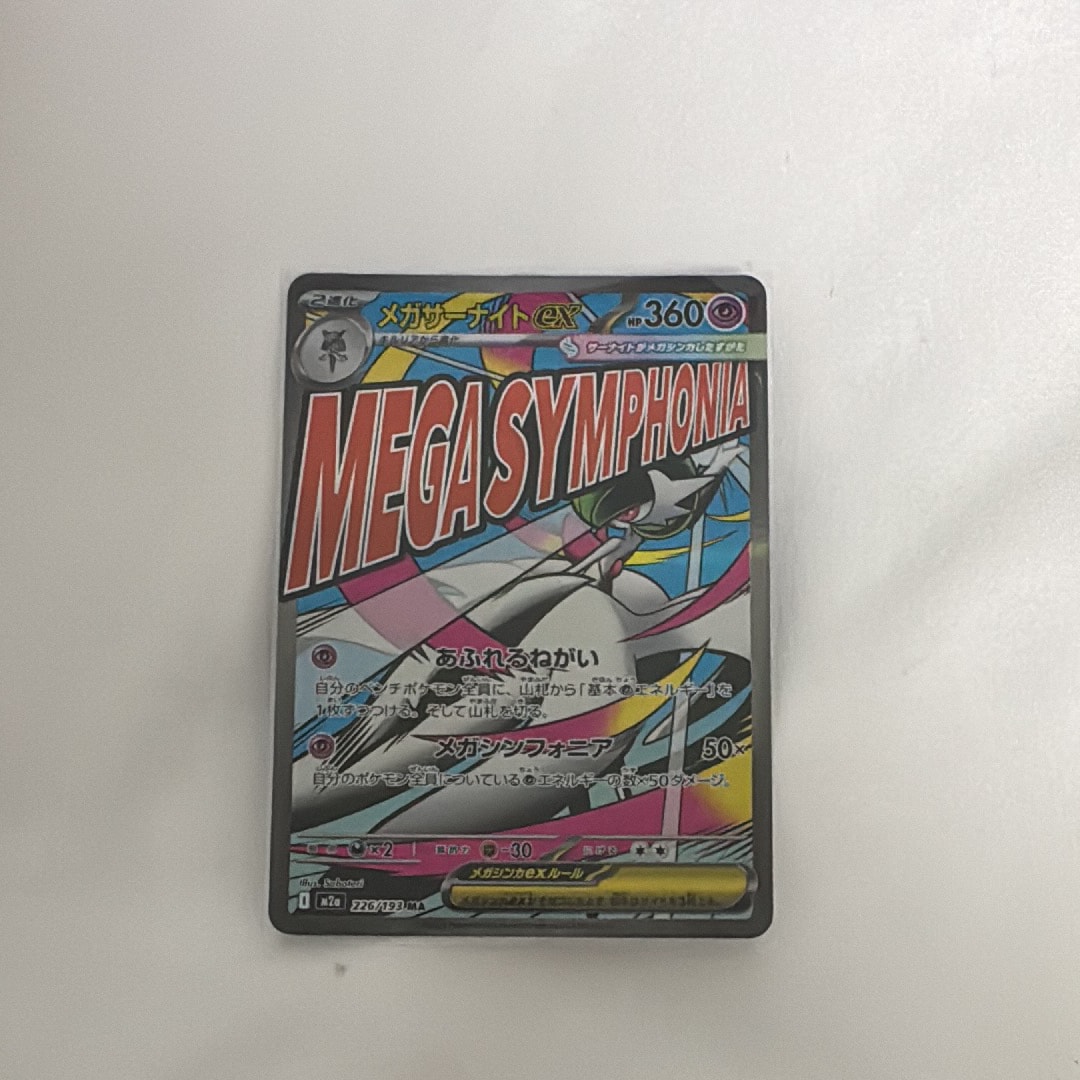 2進化
メガサーナイトex HP 360
キルリアから進化
サーナイトがメガシンカしたすがた
MEGA SYMPHONIA
あふれるねがい
自分のベンチポケモン全員に、山札から「基本エネルギー」を
1枚ずつつける。そして山札を切る。
メガシンフォニア 50×
自分のポケモン全員についているエネルギーの数×50ダメージ。
×2 抵抗力 -30 にげる
メガシンカexルール
Illus. Saboteri
I M2a 226/193 MA